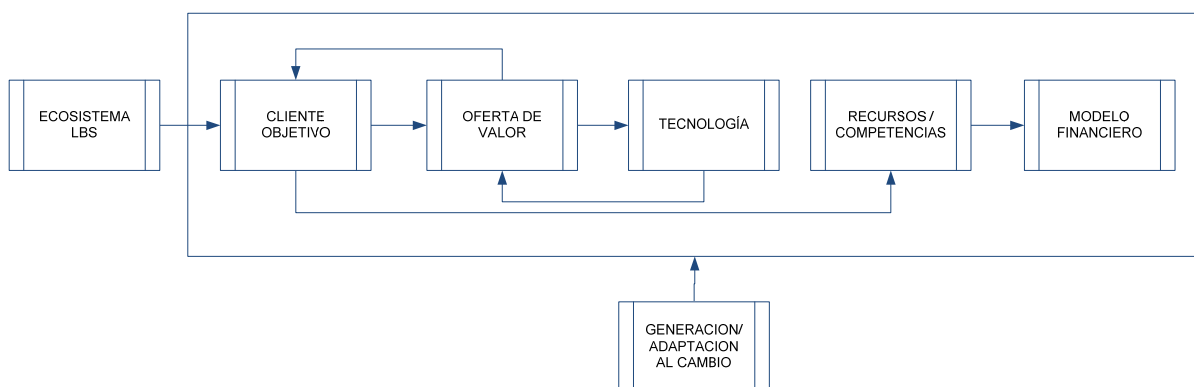 ECOSISTEMA
LBS
CLIENTE
OBJETIVO
OFERTA DE
VALOR
TECNOLOGÍA
RECURSOS /
COMPETENCIAS
MODELO
FINANCIERO
GENERACION/
ADAPTACION
AL CAMBIO